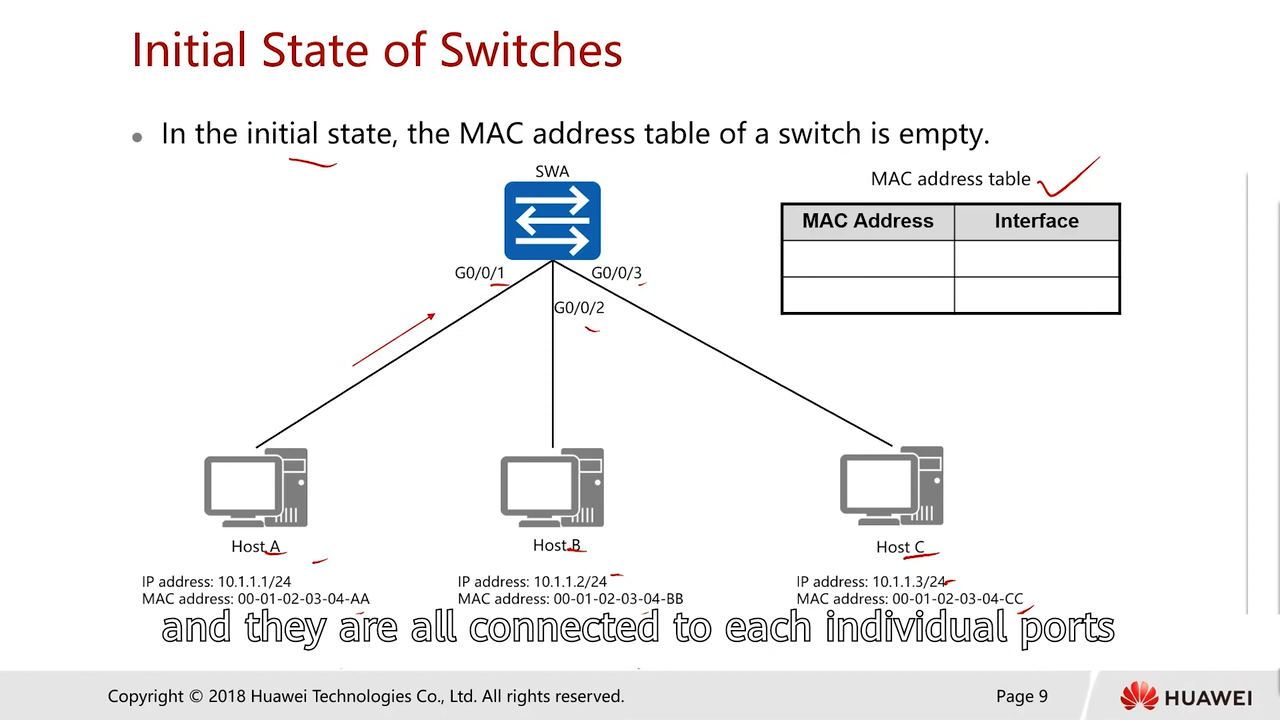 Initial State of Switches
● In the initial state, the MAC address table of a switch is empty.
SWA
MAC address table
MAC Address Interface
G0/0/1 G0/0/3
G0/0/2
Host A Host B Host C
IP address: 10.1.1.1/24 IP address: 10.1.1.2/24 IP address: 10.1.1.3/24
MAC address: 00-01-02-03-04-AA MAC address: 00-01-02-03-04-BB MAC address: 00-01-02-03-04-CC
and they are all connected to each individual ports
Copyright © 2018 Huawei Technologies Co., Ltd. All rights reserved. Page 9 HUAWEI